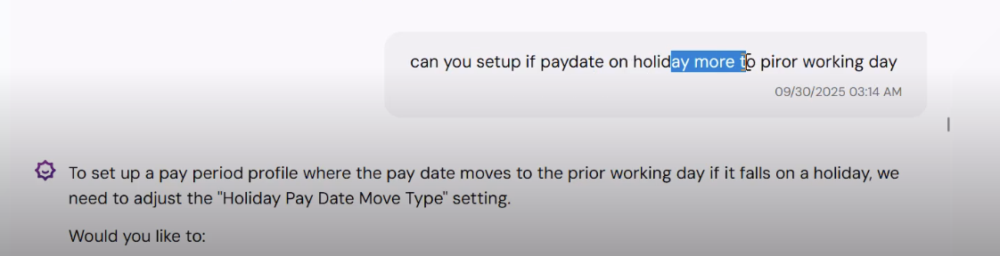 can you setup if paydate on holiday more to piror working day
09/30/2025 03:14 AM
To set up a pay period profile where the pay date moves to the prior working day if it falls on a holiday, we
need to adjust the "Holiday Pay Date Move Type" setting.
Would you like to: